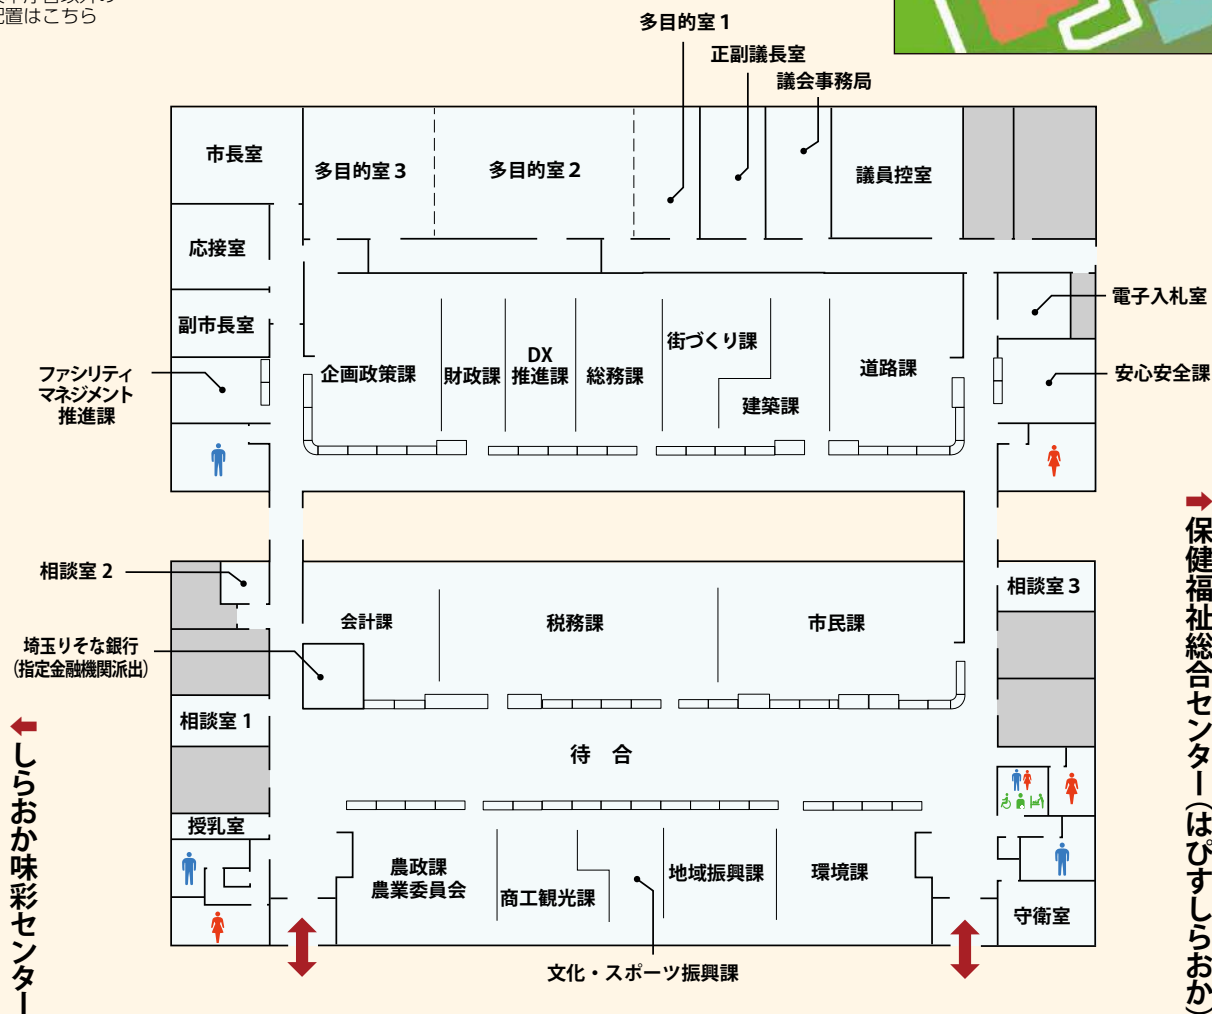 配置はこちら
多目的室1
正副議長室
議会事務局
市長室
多目的室3
多目的室2
議員控室
応接室
副市長室
電子入札室
ファシリティ
マネジメント
推進課
企画政策課
財政課
DX
推進課
総務課
街づくり課
建築課
道路課
安心安全課
相談室2
会計課
税務課
市民課
相談室3
埼玉りそな銀行
(指定金融機関派出)
相談室1
待 合
授乳室
農政課
農業委員会
商工観光課
地域振興課
環境課
守衛室
文化・スポーツ振興課
しらおか味彩センター
保健福祉総合センター(はぴすしらおか)